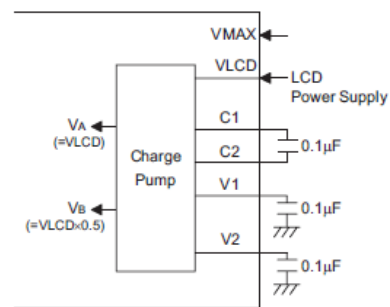 VMAX
VLCD
LCD
Power Supply
VA
(=VLCD)
C1
0.1µF
Charge
Pump
C2
VB
(=VLCD×0.5)
V1
0.1µF
V2
0.1µF